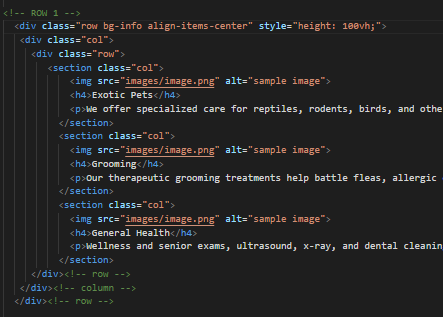 <!-- ROW 1 -->
<div class="row bg-info align-items-center" style="height: 100vh;">
<div class="col">
<div class="row">
<section class="col">
<img src="images/image.png" alt="sample image">
<h4>Exotic Pets</h4>
<p>We offer specialized care for reptiles, rodents, birds, and othe
</section>
<section class="col">
<img src="images/image.png" alt="sample image">
<h4>Grooming</h4>
<p>Our therapeutic grooming treatments help battle fleas, allergic
</section>
<section class="col">
<img src="images/image.png" alt="sample image">
<h4>General Health</h4>
<p>Wellness and senior exams, ultrasound, x-ray, and dental cleanin
</section>
</div><!-- row -->
</div><!-- column -->
</div><!-- row -->